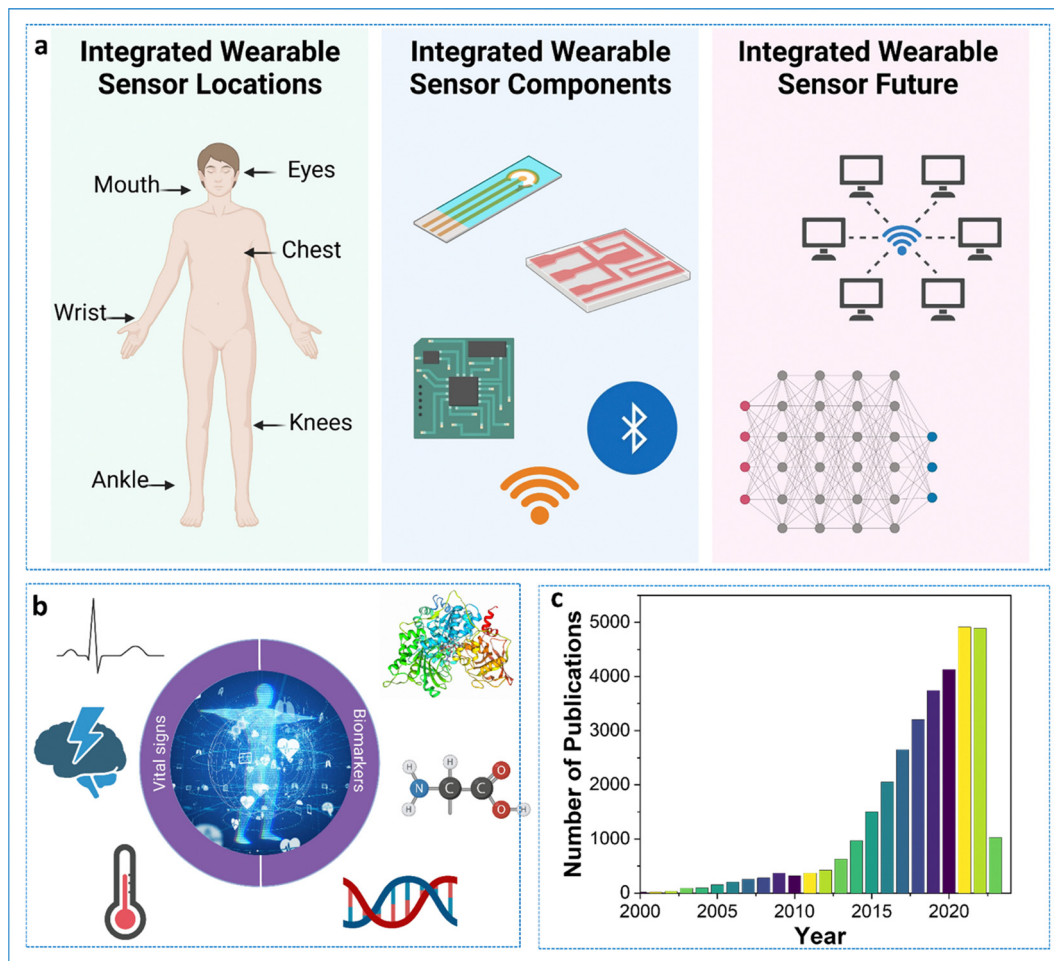 a
Integrated Wearable
Sensor Locations
Mouth
Eyes
Chest
Wrist
Knees
Ankle
Integrated Wearable
Sensor Components
Integrated Wearable
Sensor Future
b
Vital signs
Biomarkers
H
H
N
H
C
C
O
O
H
c
Number of Publications
5000
4000
3000
2000
1000
0
2000
2005
2010
2015
2020
Year